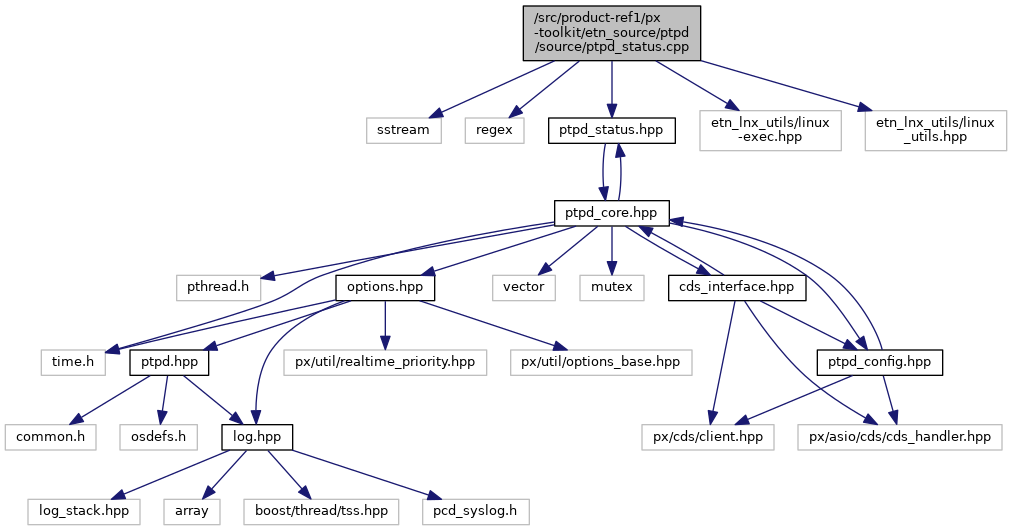 /src/product-ref1/px
-toolkit/etn_source/ptpd
/source/ptpd_status.cpp
sstream
regex
ptpd_status.hpp
etn_lnx_utils/linux
-exec.hpp
etn_lnx_utils/linux
_utils.hpp
ptpd_core.hpp
pthread.h
options.hpp
vector
mutex
cds_interface.hpp
time.h
ptpd.hpp
px/util/realtime_priority.hpp
px/util/options_base.hpp
ptpd_config.hpp
common.h
osdefs.h
log.hpp
px/cds/client.hpp
px/asio/cds/cds_handler.hpp
log_stack.hpp
array
boost/thread/tss.hpp
pcd_syslog.h